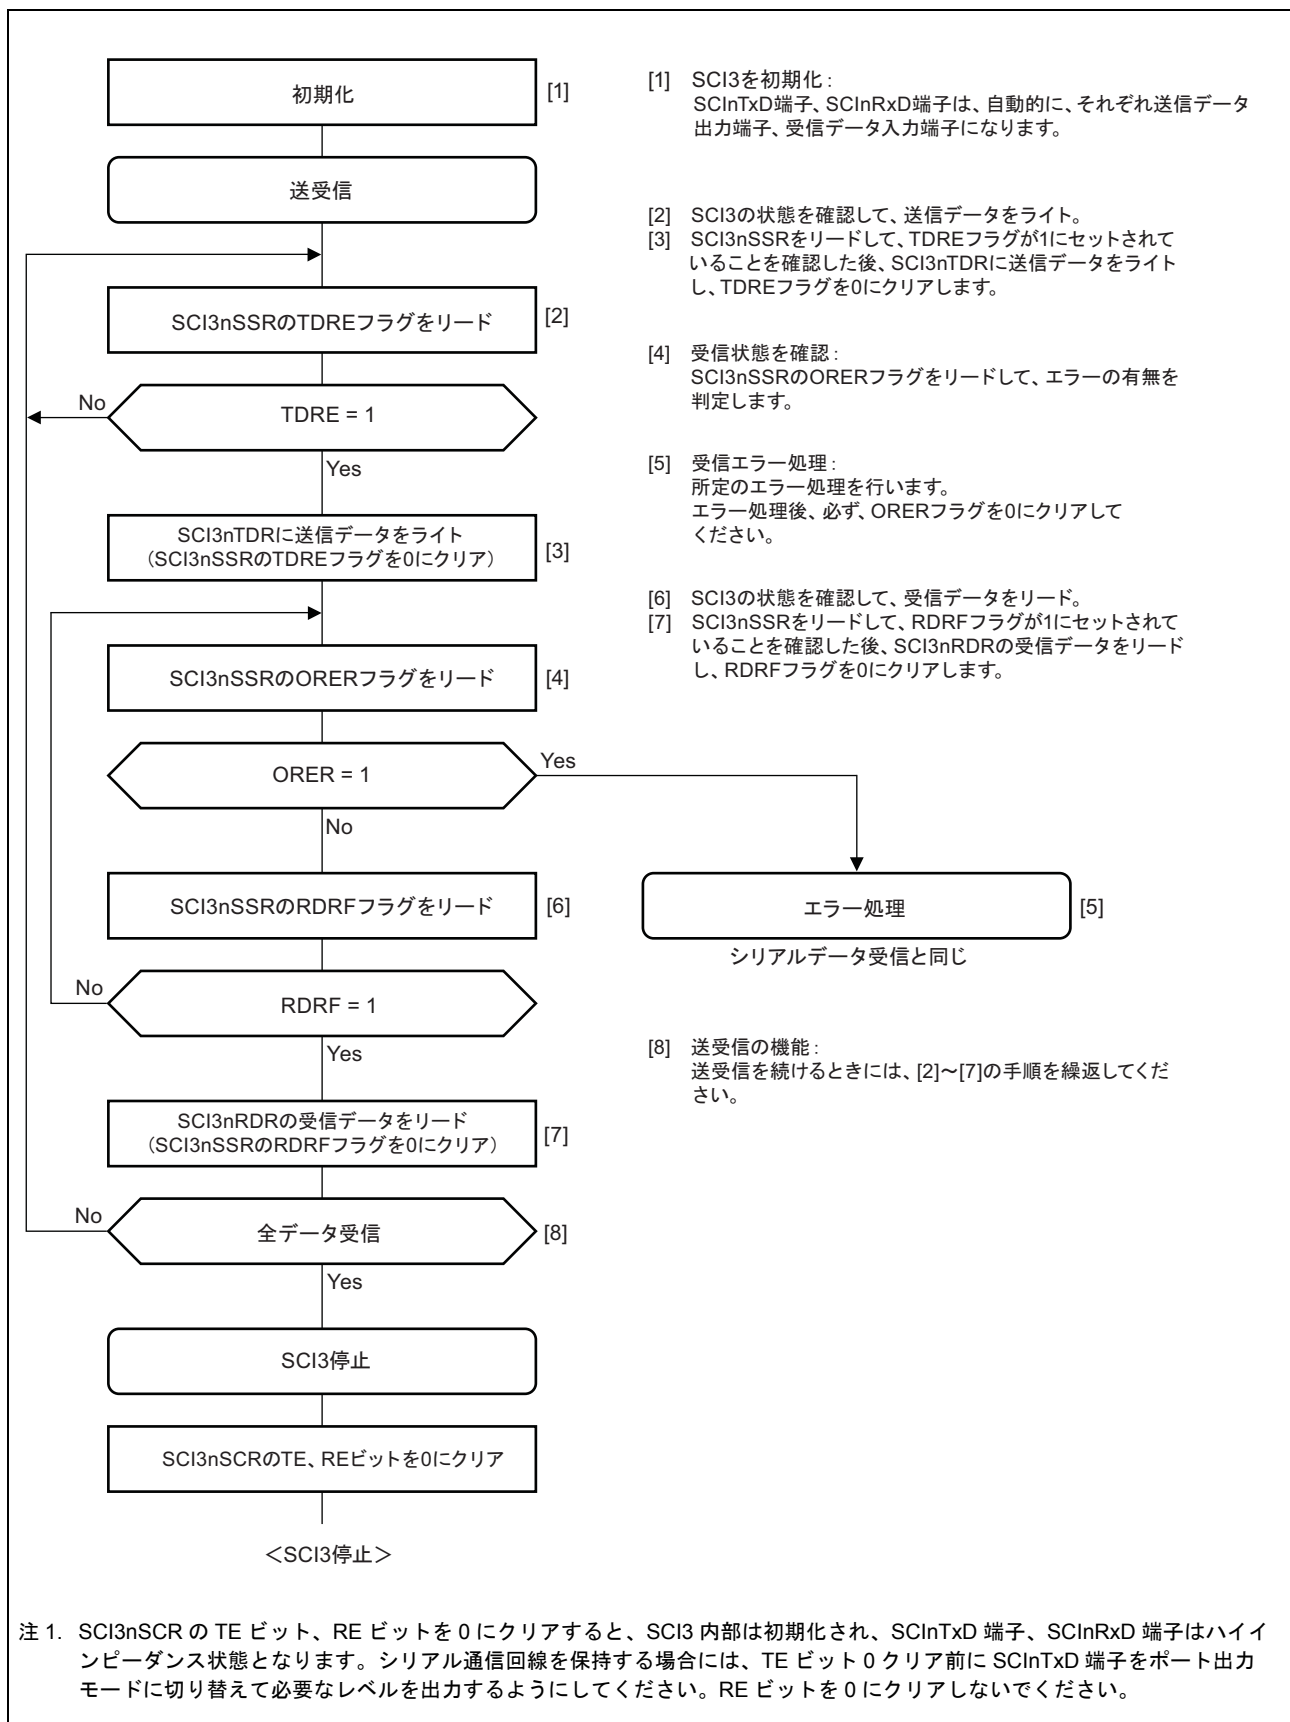 初期化
[1]
送受信
SCI3nSSRのTDREフラグをリード
[2]
No
TDRE = 1
Yes
SCI3nTDRに送信データをライト
（SCI3nSSRのTDREフラグを0にクリア）
[3]
SCI3nSSRのORERフラグをリード
[4]
ORER = 1
Yes
No
SCI3nSSRのRDRFフラグをリード
[6]
エラー処理
[5]
シリアルデータ受信と同じ
No
RDRF = 1
Yes
SCI3nRDRの受信データをリード
（SCI3nSSRのRDRFフラグを0にクリア）
[7]
No
全データ受信
[8]
Yes
SCI3停止
SCI3nSCRのTE、REビットを0にクリア
＜SCI3停止＞
[1] SCI3を初期化：
SCInTxD端子、SCInRxD端子は、自動的に、それぞれ送信データ
出力端子、受信データ入力端子になります。
[2] SCI3の状態を確認して、送信データをライト。
[3] SCI3nSSRをリードして、TDREフラグが1にセットされて
いることを確認した後、SCI3nTDRに送信データをライト
し、TDREフラグを0にクリアします。
[4] 受信状態を確認：
SCI3nSSRのORERフラグをリードして、エラーの有無を
判定します。
[5] 受信エラー処理：
所定のエラー処理を行います。
エラー処理後、必ず、ORERフラグを0にクリアして
ください。
[6] SCI3の状態を確認して、受信データをリード。
[7] SCI3nSSRをリードして、RDRFフラグが1にセットされて
いることを確認した後、SCI3nRDRの受信データをリード
し、RDRFフラグを0にクリアします。
[8] 送受信の機能：
送受信を続けるときには、[2]～[7]の手順を繰返してくだ
さい。
注 1. SCI3nSCR の TE ビット、RE ビットを 0 にクリアすると、SCI3 内部は初期化され、SCInTxD 端子、SCInRxD 端子はハイイ
ンピーダンス状態となります。シリアル通信回線を保持する場合には、TE ビット 0 クリア前に SCInTxD 端子をポート出力
モードに切り替えて必要なレベルを出力するようにしてください。RE ビットを 0 にクリアしないでください。